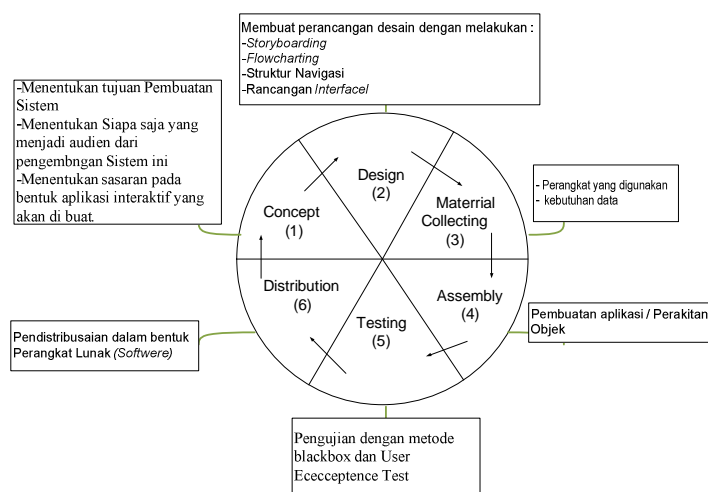 Membuat perancangan desain dengan melakukan :
-Storyboarding
-Flowcharting
-Struktur Navigasi
-Rancangan Interfacel
-Menentukan tujuan Pembuatan
Sistem
-Menentukan Siapa saja yang
menjadi audien dari
pengembngan Sistem ini
-Menentukan sasaran pada
bentuk aplikasi interaktif yang
akan di buat.
Design
(2)
Concept
(1)
Matrerial
Collecting
(3)
- Perangkat yang digunakan
- kebutuhan data
Distribution
(6)
Testing
(5)
Assembly
(4)
Pembuatan aplikasi / Perakitan
Objek
Pendistribusaian dalam bentuk
Perangkat Lunak (Softwere)
Pengujian dengan metode
blackbox dan User
Ececceptence Test